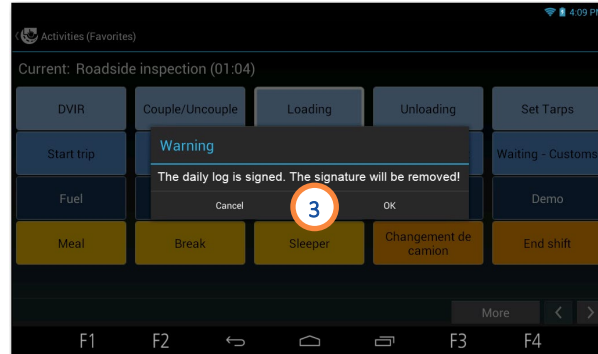 4:09 PM
Activities (Favorites)
Current: Roadside inspection (01:04)
DVIR
Couple/Uncouple
Loading
Unloading
Set Tarps
Start trip
Waiting - Customs
Warning
The daily log is signed. The signature will be removed!
Cancel
3
OK
Fuel
Demo
Meal
Break
Sleeper
Changement de
camion
End shift
More
F1
F2
F3
F4